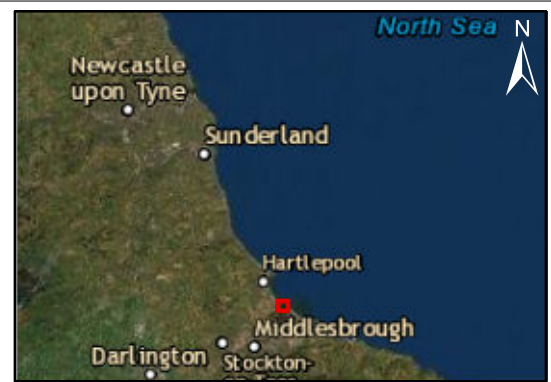 North Sea
N
Newcastle
upon Tyne
Sunderland
Hartlepool
Middlesbrough
Darlington
Stockton-